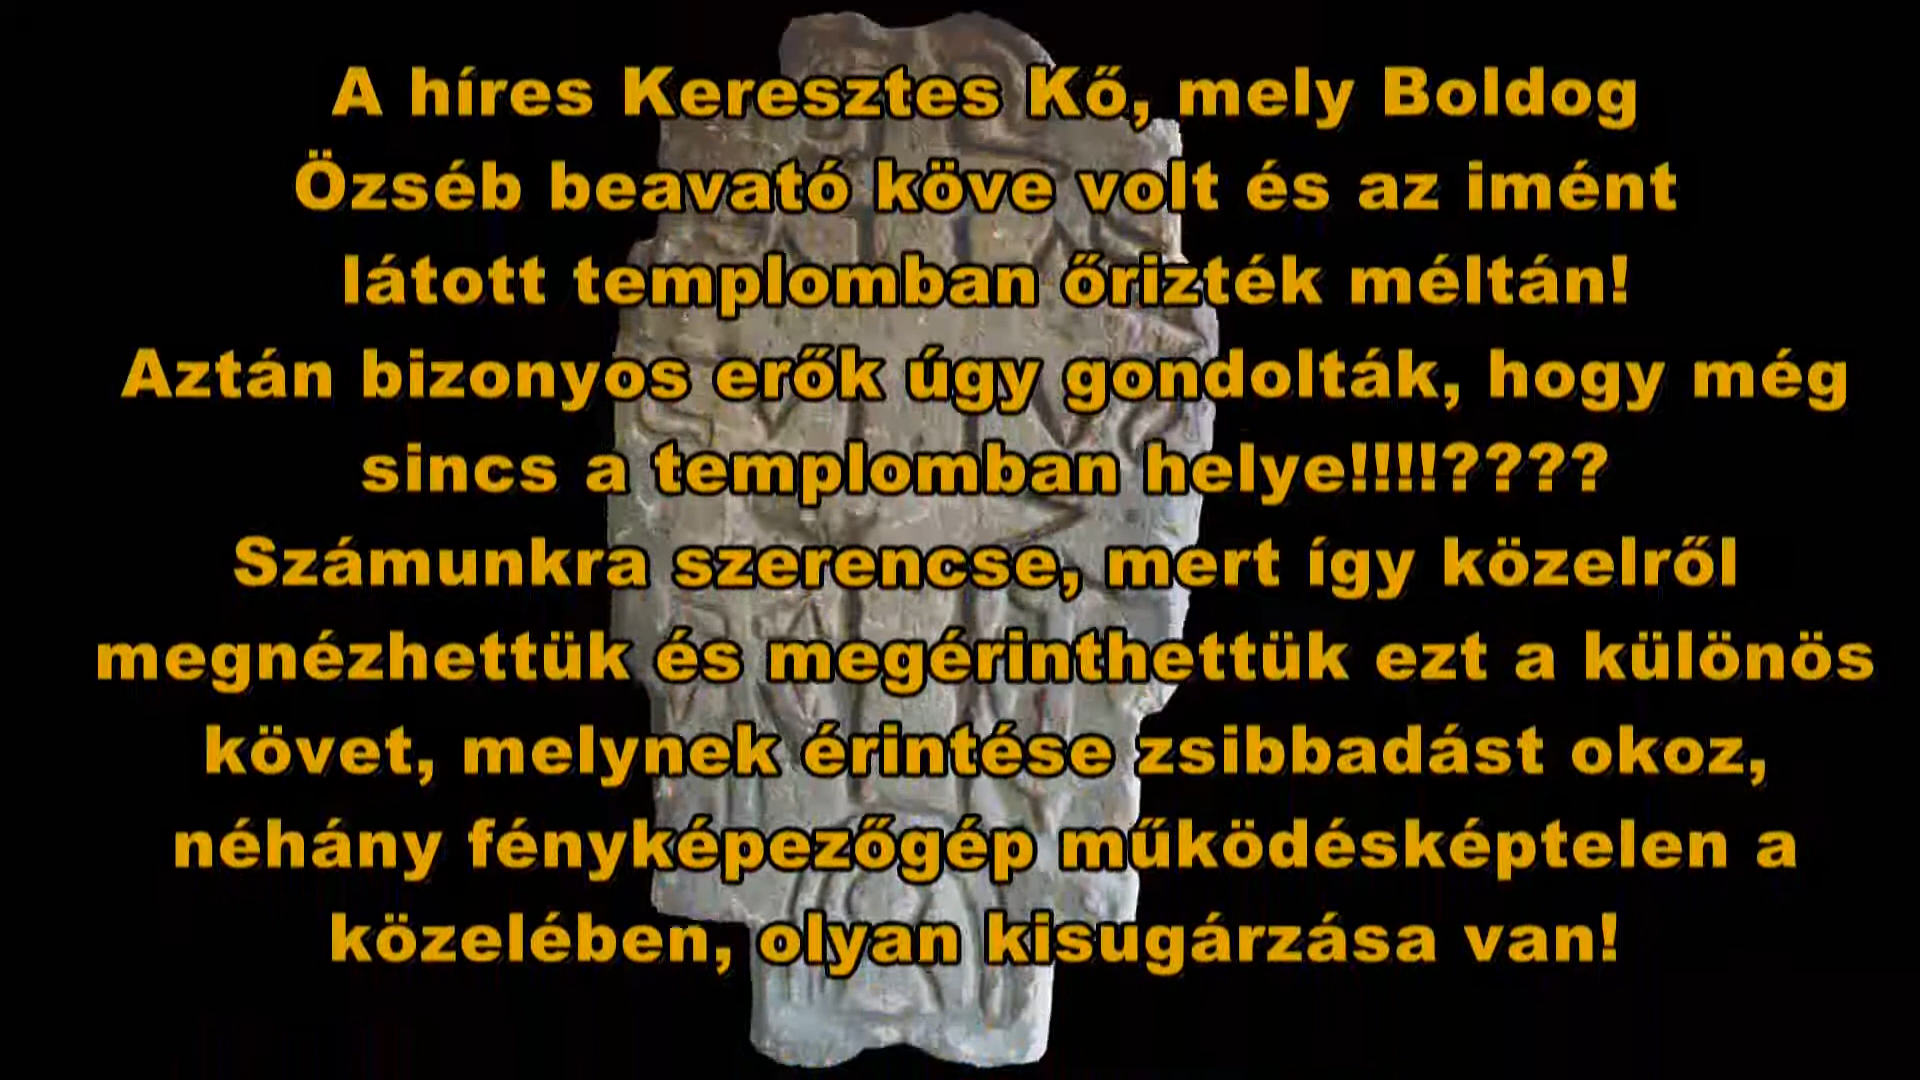 A híres Keresztes Kő, mely Boldog
Özséb beavató köve volt és az imént
látott templomban őrizték méltán!
Aztán bizonyos erők úgy gondolták, hogy még
sincs a templomban helye!!!!????
Számunkra szerencse, mert így közelről
megnézhettük és megérinthettük ezt a különös
követ, melynek érintése zsibbadást okoz,
néhány fényképezőgép működésképtelen a
közelében, olyan kisugárzása van!